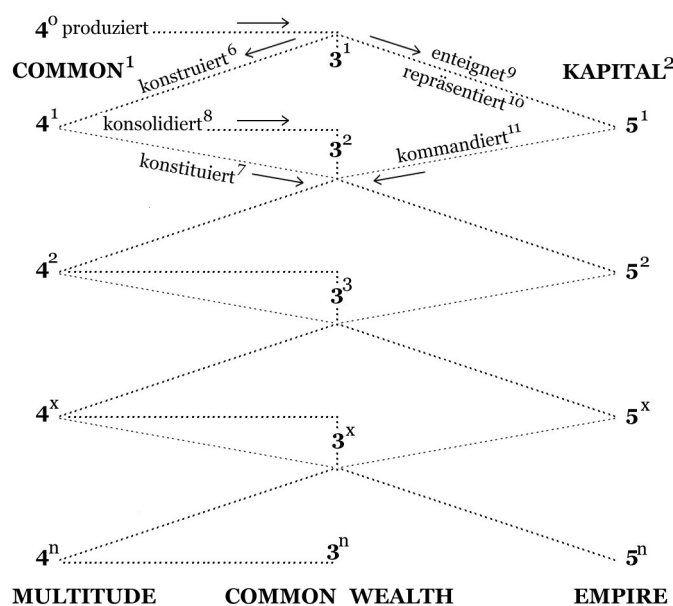 4⁰ produziert
COMMON¹ konstruiert⁶ 3¹ enteignet⁹ KAPITAL²
repräsentiert¹⁰
4¹ konsolidiert⁸ 5¹
3² kommandiert¹¹
konstituiert⁷
4² 5²
3³
4ˣ 5ˣ
3ˣ
4ⁿ 3ⁿ 5ⁿ
MULTITUDE COMMON WEALTH EMPIRE